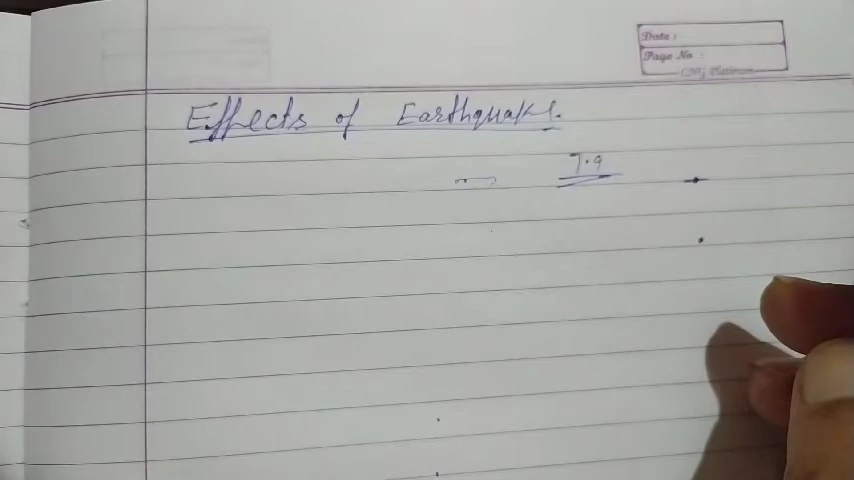 Date :
Page No :
Effects of Earthquake.
7.9